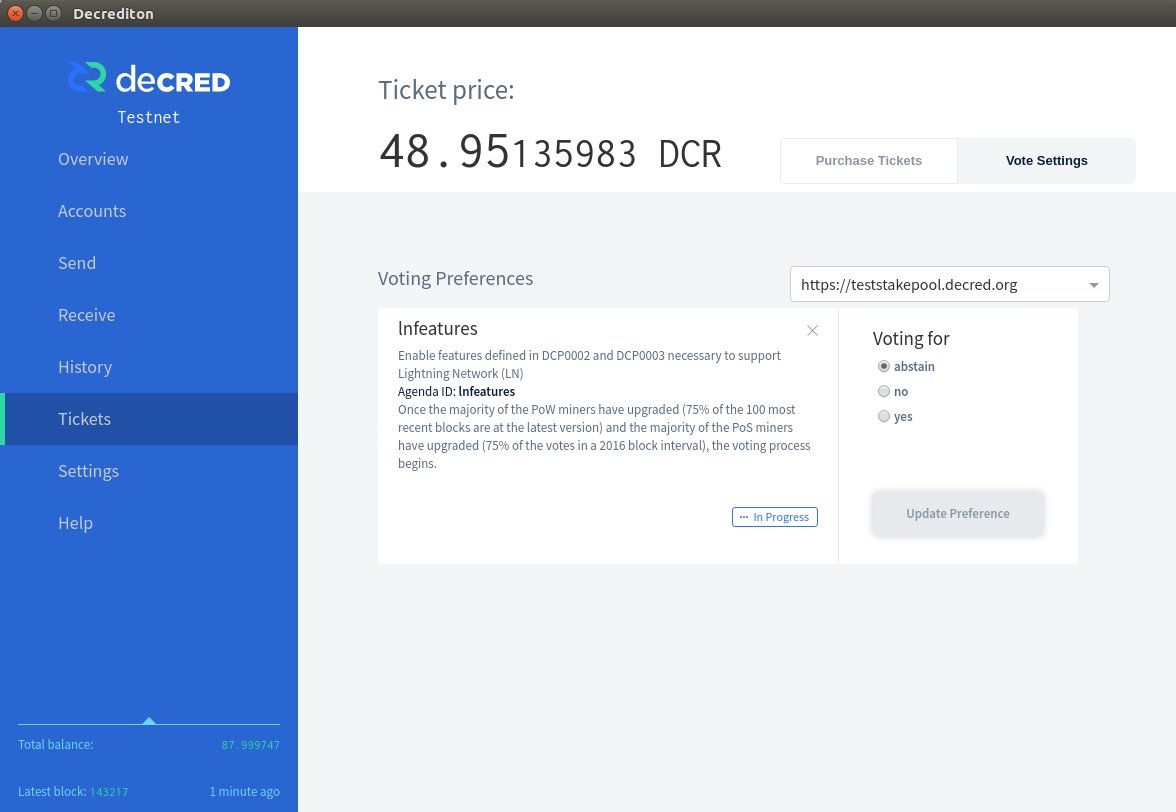 Decrediton
decRED
Testnet
Overview
Accounts
Send
Receive
History
Tickets
Settings
Help
Total balance: 87.999747
Latest block: 143217 1 minute ago
Ticket price:
48.95135983 DCR
Purchase Tickets
Vote Settings
Voting Preferences
https://teststakepool.decred.org
lnfeatures
Enable features defined in DCP0002 and DCP0003 necessary to support
Lightning Network (LN)
Agenda ID: lnfeatures
Once the majority of the PoW miners have upgraded (75% of the 100 most
recent blocks are at the latest version) and the majority of the PoS miners
have upgraded (75% of the votes in a 2016 block interval), the voting process
begins.
In Progress
Voting for
abstain
no
yes
Update Preference